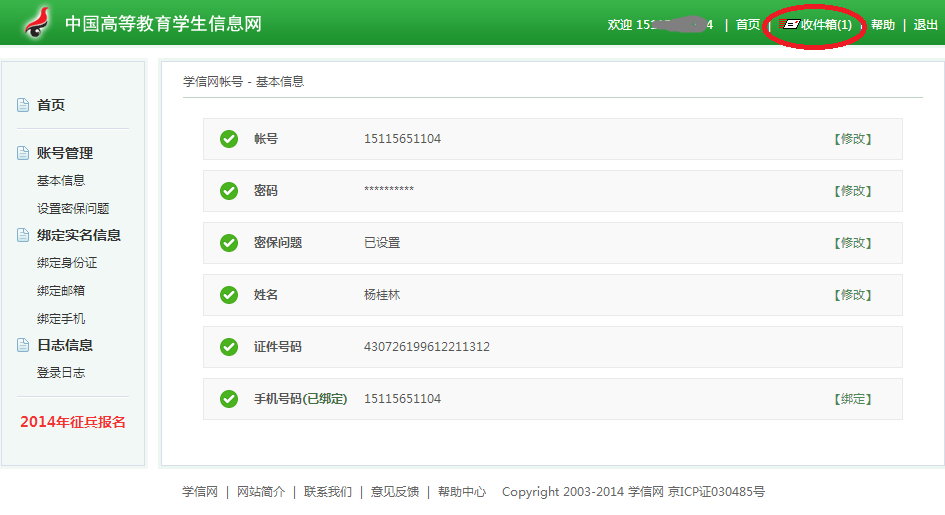 中国高等教育学生信息网
欢迎 1511 4 | 首页 | 收件箱(1) | 帮助 | 退出
首页
账号管理
基本信息
设置密保问题
绑定实名信息
绑定身份证
绑定邮箱
绑定手机
日志信息
登录日志
2014年征兵报名
学信网帐号 - 基本信息
帐号 15115651104 【修改】
密码 ********** 【修改】
密保问题 已设置 【修改】
姓名 杨桂林 【修改】
证件号码 430726199612211312
手机号码(已绑定) 15115651104 【绑定】
学信网 | 网站简介 | 联系我们 | 意见反馈 | 帮助中心 Copyright 2003-2014 学信网 京ICP证030485号